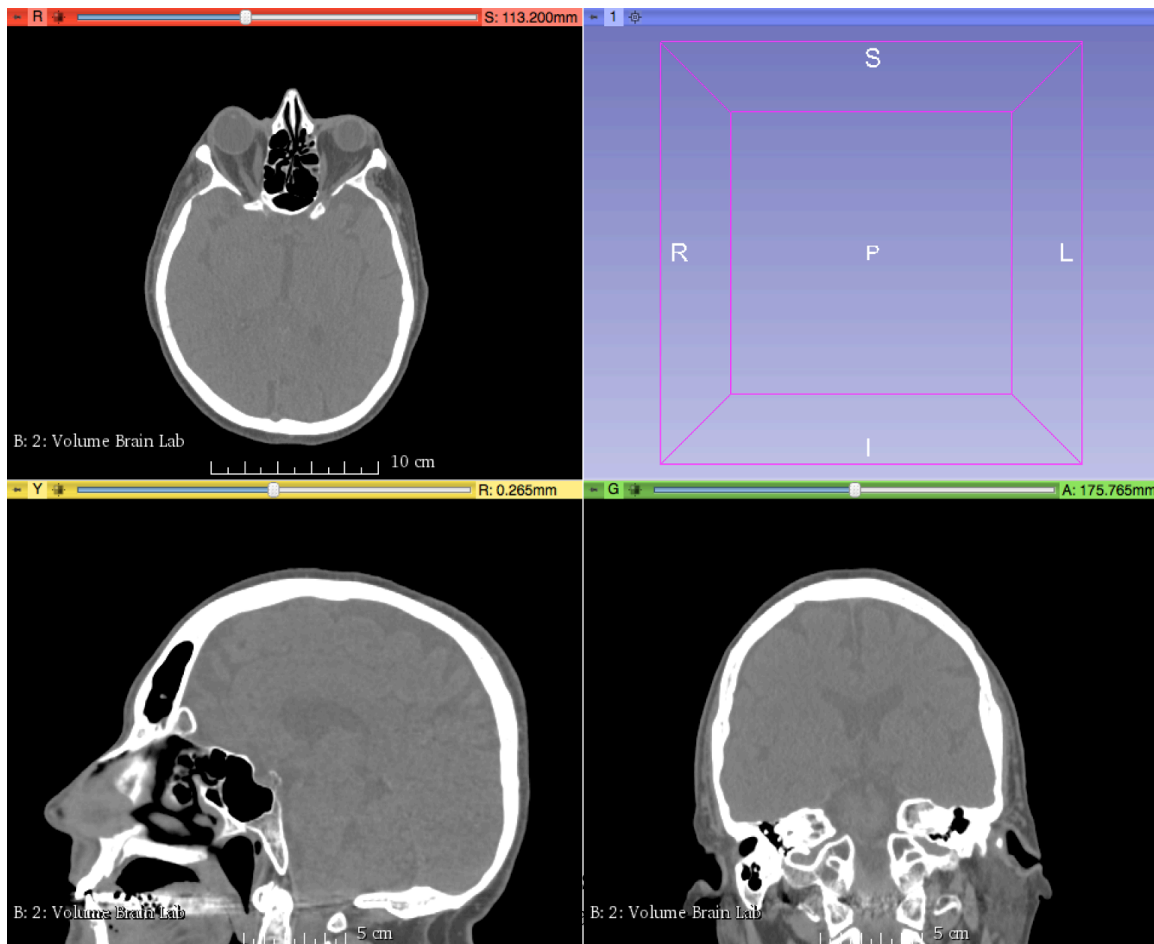 R S: 113.200mm
B: 2: Volume Brain Lab
10 cm
1
S
R
P
L
I
Y R: 0.265mm
B: 2: Volume Brain Lab
5 cm
G A: 175.765mm
B: 2: Volume Brain Lab
5 cm